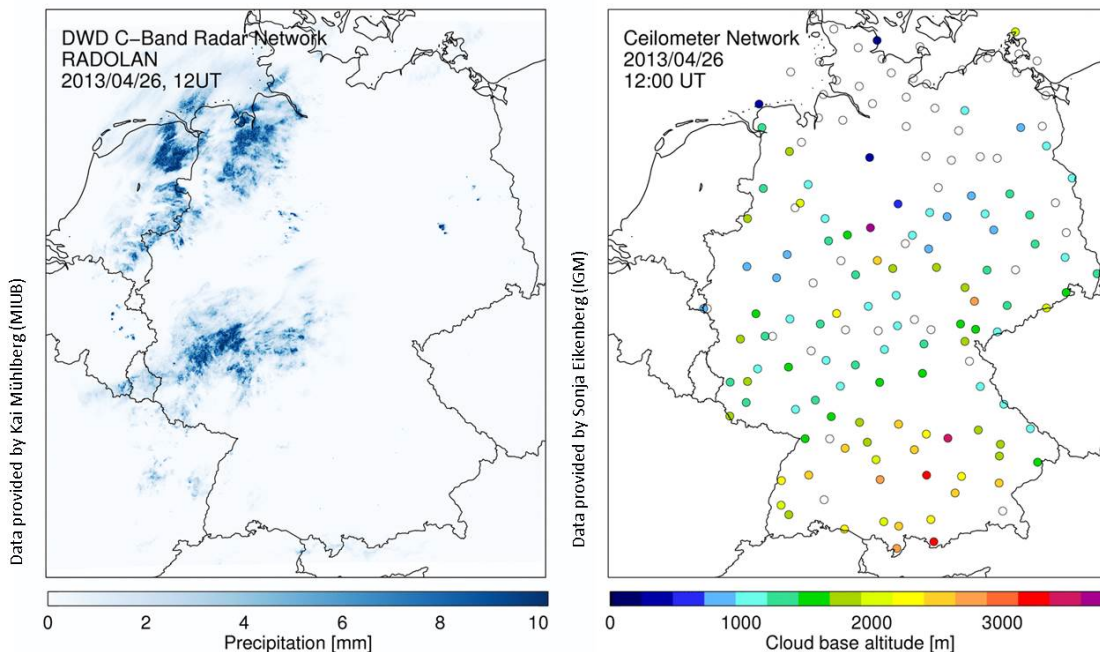 DWD C-Band Radar Network
RADOLAN
2013/04/26, 12UT
Data provided by Kai Mühlberg (MIUB)
0 2 4 6 8 10
Precipitation [mm]
Ceilometer Network
2013/04/26
12:00 UT
Data provided by Sonja Eikenberg (IGM)
0 1000 2000 3000
Cloud base altitude [m]